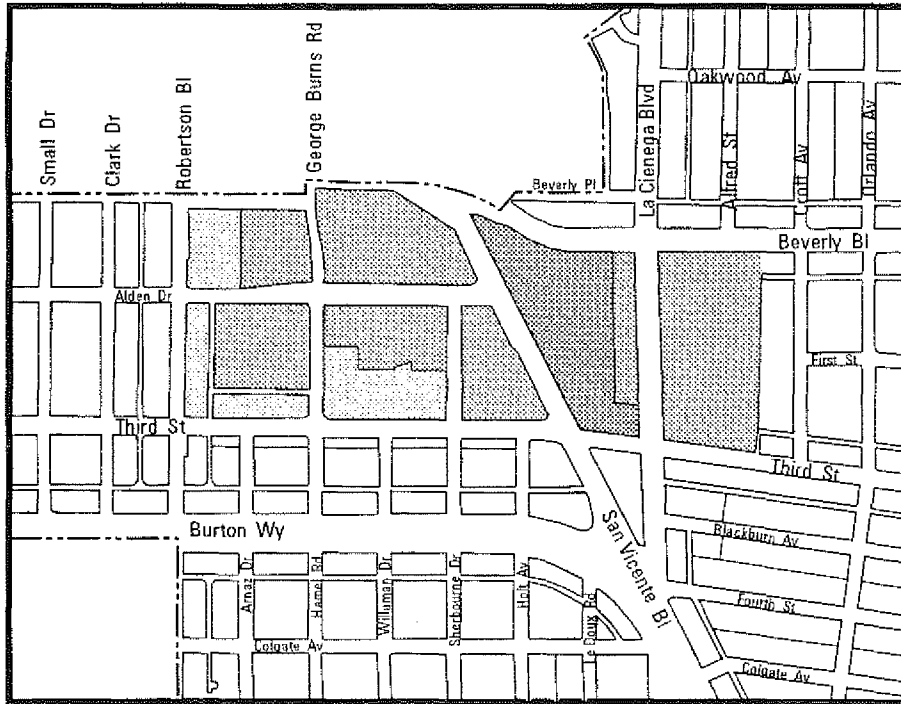 Small Dr
Clark Dr
Robertson Bl
George Burns Rd
La Cienega Blvd
Oakwood Av
Alfred St
Croft Av
Orlando Av
Beverly Pl
Beverly Bl
Alden Dr
First St
Third St
Third St
Burton Wy
San Vicente Bl
Blackburn Av
Arnaz Dr
Hamel Rd
Willaman Dr
Sherbourne Dr
Holt Av
Le Doux Rd
Fourth St
Colgate Av
Colgate Av